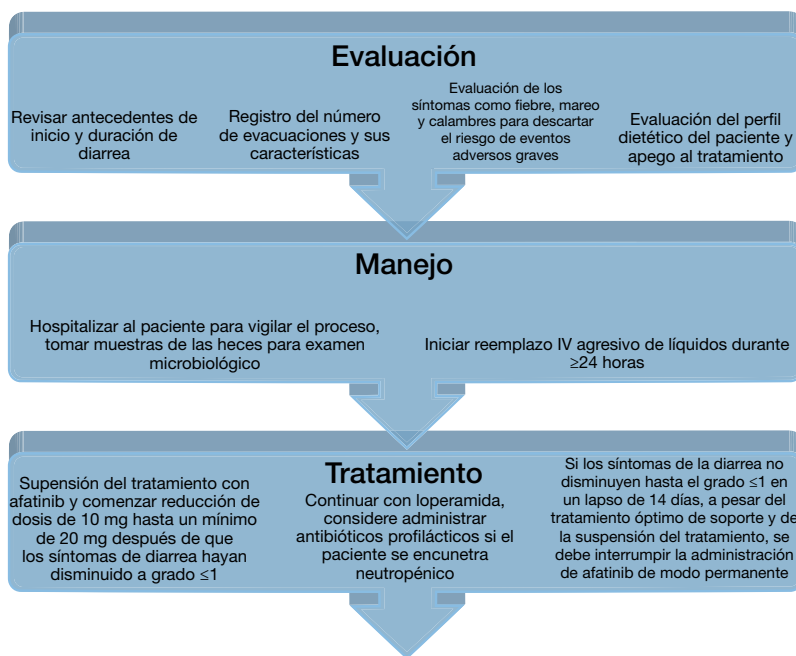 Evaluación
Revisar antecedentes de
inicio y duración de
diarrea
Registro del número
de evacuaciones y sus
características
Evaluación de los
síntomas como fiebre, mareo
y calambres para descartar
el riesgo de eventos
adversos graves
Evaluación del perfil
dietético del paciente y
apego al tratamiento
Manejo
Hospitalizar al paciente para vigilar el proceso,
tomar muestras de las heces para examen
microbiológico
Iniciar reemplazo IV agresivo de líquidos durante
≥24 horas
Tratamiento
Supensión del tratamiento con
afatinib y comenzar reducción de
dosis de 10 mg hasta un mínimo
de 20 mg después de que
los síntomas de diarrea hayan
disminuido a grado ≤1
Continuar con loperamida,
considere administrar
antibióticos profilácticos si el
paciente se encunetra
neutropénico
Si los síntomas de la diarrea no
disminuyen hasta el grado ≤1 en
un lapso de 14 días, a pesar del
tratamiento óptimo de soporte y de
la suspensión del tratamiento, se
debe interrumpir la administración
de afatinib de modo permanente